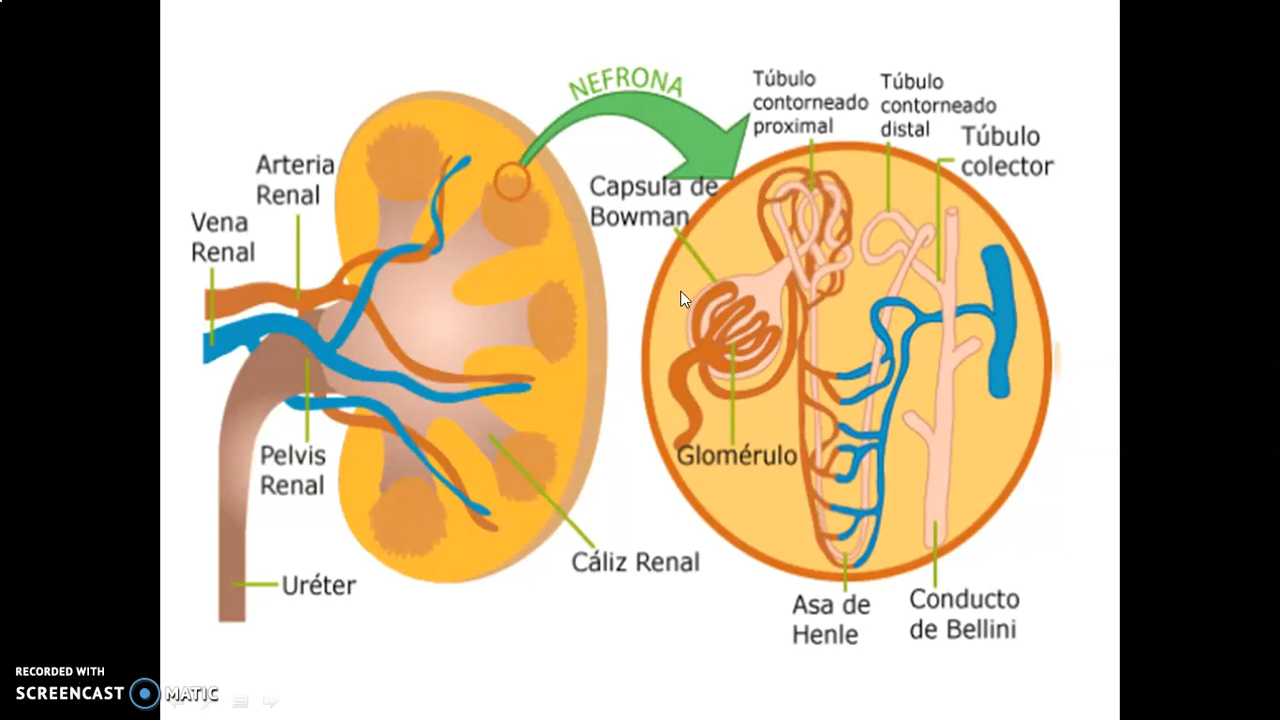 NEFRONA
Túbulo
contorneado
proximal
Túbulo
contorneado
distal
Túbulo
colector
Arteria
Renal
Capsula de
Bowman
Vena
Renal
Pelvis
Renal
Glomérulo
Cáliz Renal
Uréter
Asa de
Henle
Conducto
de Bellini
RECORDED WITH
SCREENCAST MATIC